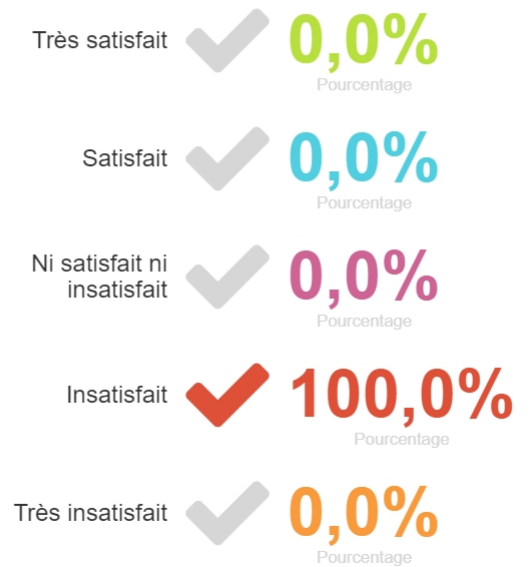 Très satisfait
0,0%
Pourcentage
Satisfait
0,0%
Pourcentage
Ni satisfait ni
insatisfait
0,0%
Pourcentage
Insatisfait
100,0%
Pourcentage
Très insatisfait
0,0%
Pourcentage